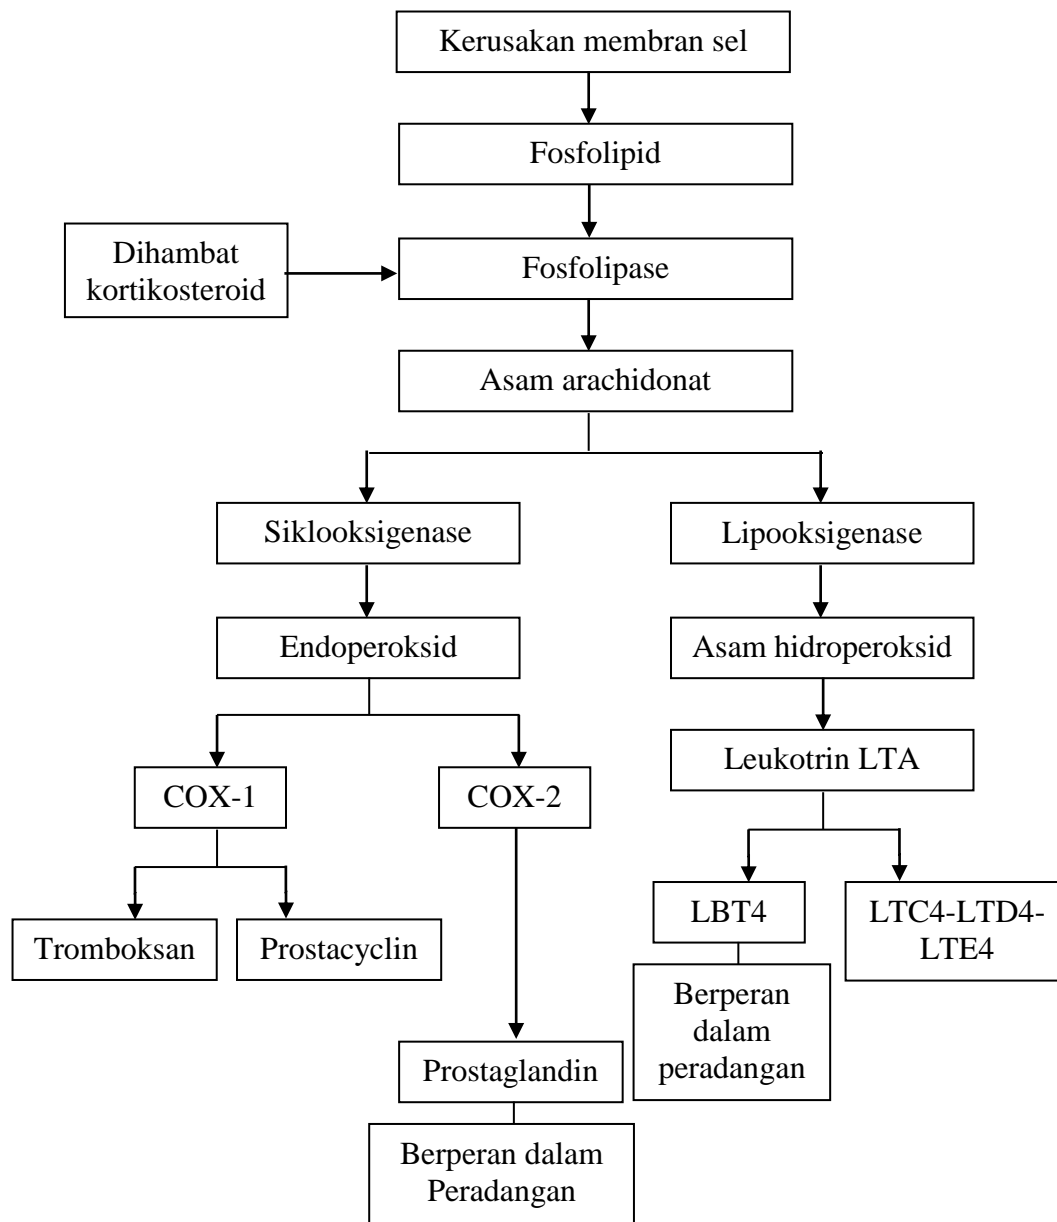 Kerusakan membran sel
Fosfolipid
Dihambat
kortikosteroid
Fosfolipase
Asam arachidonat
Siklooksigenase
Lipooksigenase
Endoperoksid
Asam hidroperoksid
Leukotrin LTA
COX-1
COX-2
LBT4
LTC4-LTD4-
LTE4
Tromboksan
Prostacyclin
Berperan
dalam
peradangan
Prostaglandin
Berperan dalam
Peradangan